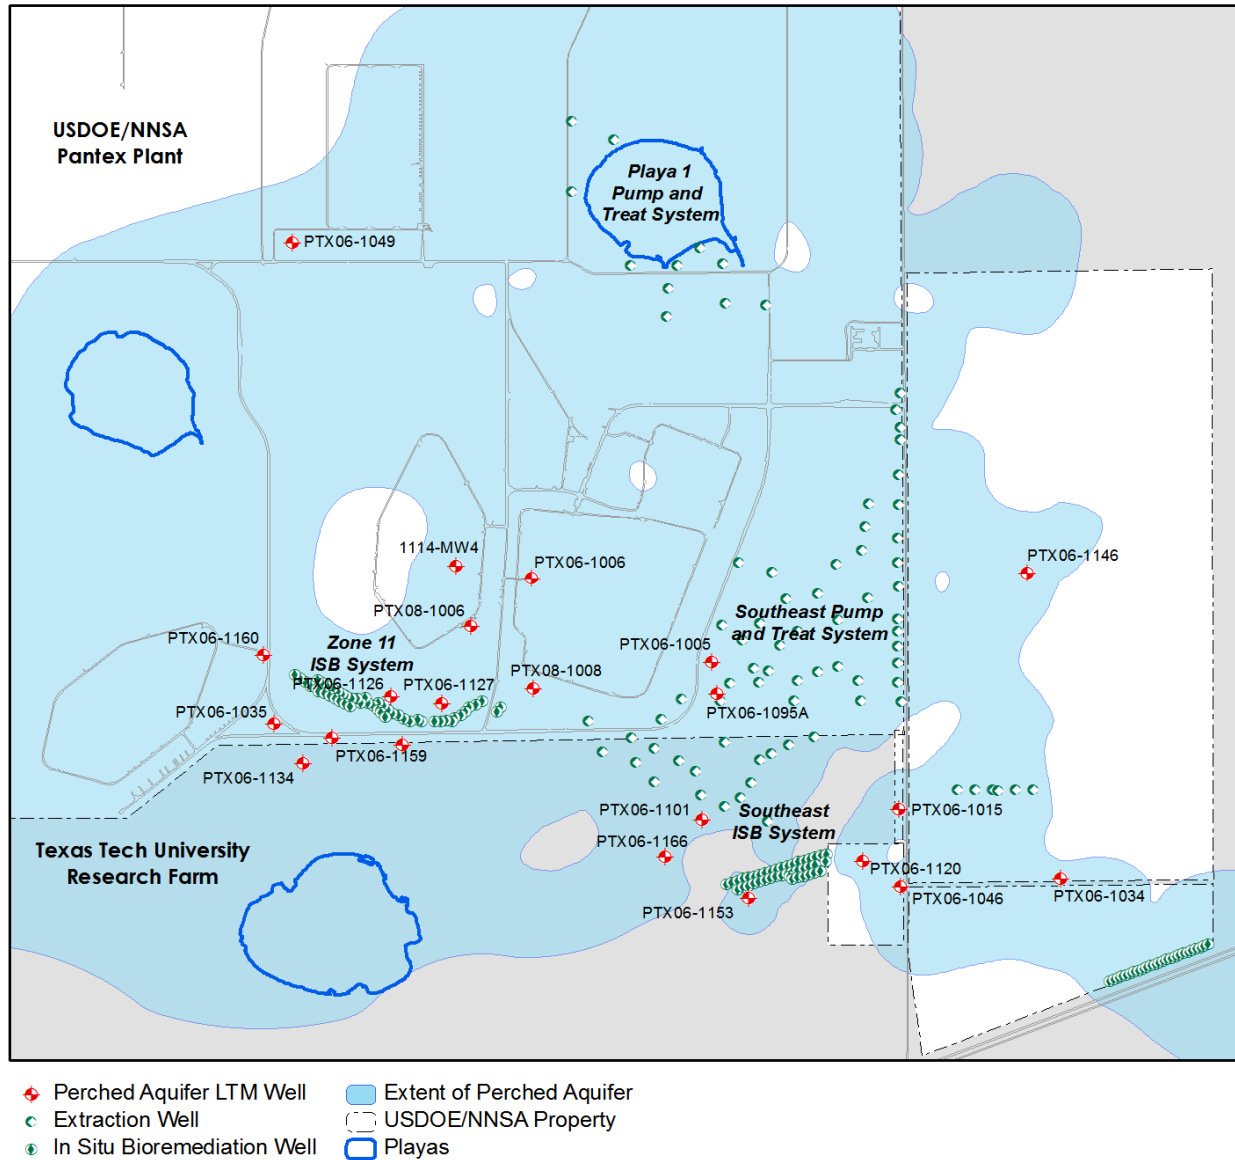 USDOE/NNSA
Pantex Plant
Playa 1
Pump and
Treat System
PTX06-1049
1114-MW4
PTX06-1006
PTX06-1146
PTX08-1006
Southeast Pump
and Treat System
PTX06-1160
Zone 11
ISB System
PTX06-1005
PTX08-1008
PTX06-1126
PTX06-1127
PTX06-1035
PTX06-1095A
PTX06-1159
PTX06-1134
PTX06-1101
Southeast
ISB System
PTX06-1015
Texas Tech University
Research Farm
PTX06-1166
PTX06-1120
PTX06-1153
PTX06-1046
PTX06-1034
Perched Aquifer LTM Well
Extraction Well
In Situ Bioremediation Well
Extent of Perched Aquifer
USDOE/NNSA Property
Playas